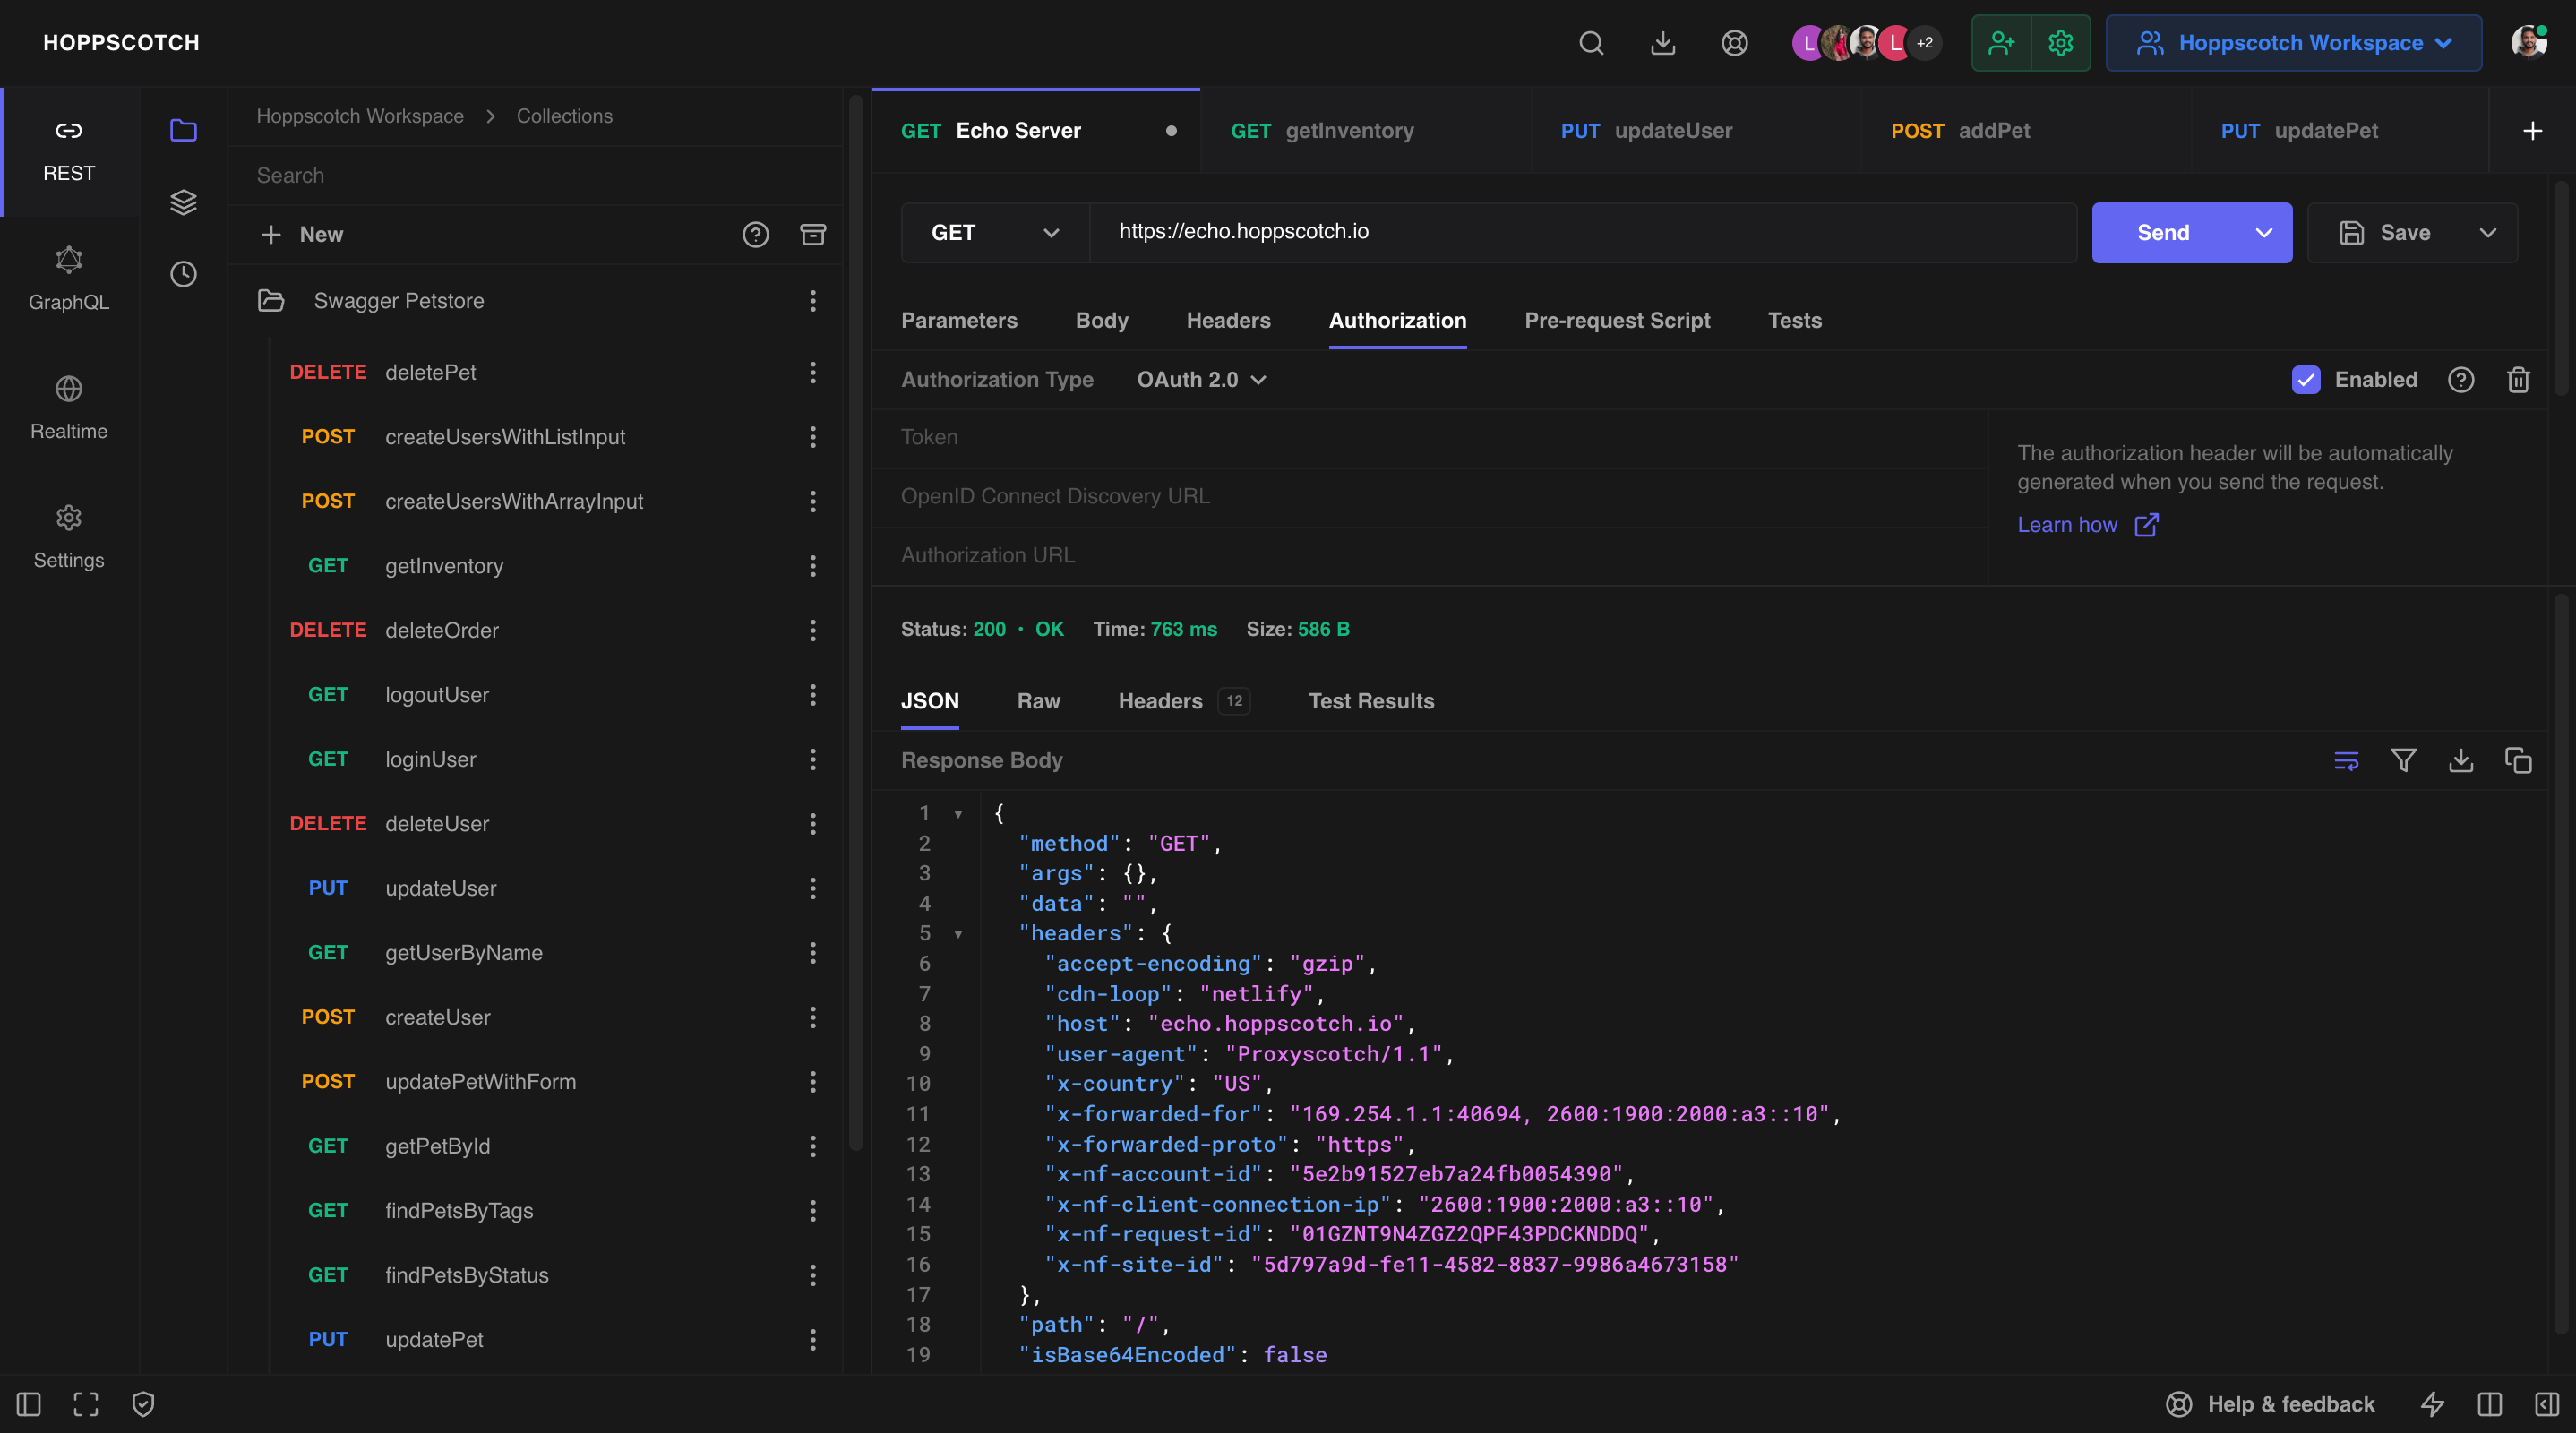 HOPPSCOTCH
L
L
+2
Hoppscotch Workspace
REST
GraphQL
Realtime
Settings
Hoppscotch Workspace > Collections
Search
New
Swagger Petstore
DELETE deletePet
POST createUsersWithListInput
POST createUsersWithArrayInput
GET getInventory
DELETE deleteOrder
GET logoutUser
GET loginUser
DELETE deleteUser
PUT updateUser
GET getUserByName
POST createUser
POST updatePetWithForm
GET getPetById
GET findPetsByTags
GET findPetsByStatus
PUT updatePet
GET Echo Server
GET getInventory
PUT updateUser
POST addPet
PUT updatePet
GET
https://echo.hoppscotch.io
Send
Save
Parameters
Body
Headers
Authorization
Pre-request Script
Tests
Authorization Type OAuth 2.0
Enabled
Token
OpenID Connect Discovery URL
Authorization URL
The authorization header will be automatically
generated when you send the request.
Learn how
Status: 200 • OK Time: 763 ms Size: 586 B
JSON
Raw
Headers 12
Test Results
Response Body
1 {
2 "method": "GET",
3 "args": {},
4 "data": "",
5 "headers": {
6 "accept-encoding": "gzip",
7 "cdn-loop": "netlify",
8 "host": "echo.hoppscotch.io",
9 "user-agent": "Proxyscotch/1.1",
10 "x-country": "US",
11 "x-forwarded-for": "169.254.1.1:40694, 2600:1900:2000:a3::10",
12 "x-forwarded-proto": "https",
13 "x-nf-account-id": "5e2b91527eb7a24fb0054390",
14 "x-nf-client-connection-ip": "2600:1900:2000:a3::10",
15 "x-nf-request-id": "01GZNT9N4ZGZ2QPF43PDCKNDDQ",
16 "x-nf-site-id": "5d797a9d-fe11-4582-8837-9986a4673158"
17 },
18 "path": "/",
19 "isBase64Encoded": false
Help & feedback